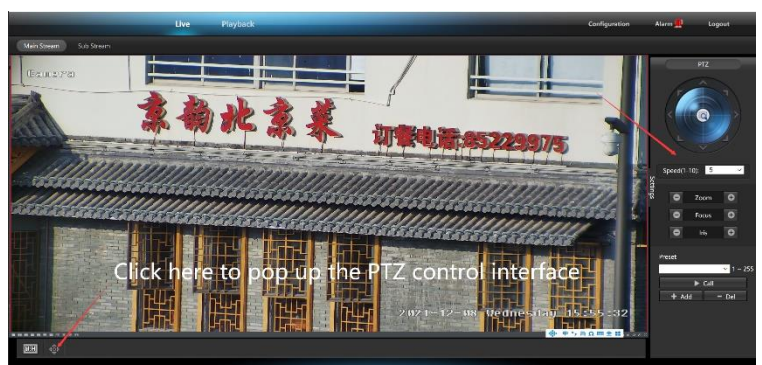 Live Playback Configuration Alarm Logout
Main Stream Sub Stream
PTZ
Camera
京韵北京菜
订餐电话:85229975
Speed(1-10): 5
Settings
Zoom
Focus
Iris
Click here to pop up the PTZ control interface
Preset
1 - 255
Call
Add Del
2021-12-08 Wednesday 15:55:32